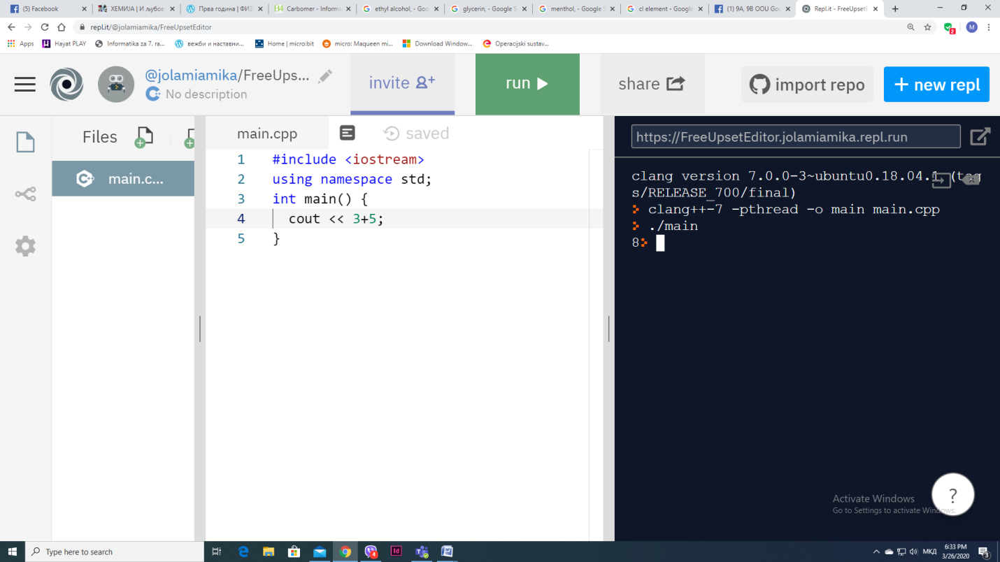 (5) Facebook
ХЕМИЈА | И љубов
Прва година | ФИЗ
Carbomer - Informa
ethyl alcohol, - Goo
glycerin, - Google S
menthol, - Google S
cl element - Google
(1) 9A, 9B OOU Goc
Repl.it - FreeUpsetE
repl.it/@jolamiamika/FreeUpsetEditor
M
2
Apps
Hayat PLAY
Informatika za 7. ra...
вежби и наставни...
Home | micro:bit
micro: Maqueen mi...
Download Window...
Operacijski sustav...
@jolamiamika/FreeUps...
No description
invite
run
share
import repo
+ new repl
Files
main.c...
main.cpp
saved
1 #include <iostream>
2 using namespace std;
3 int main() {
4 cout << 3+5;
5 }
https://FreeUpsetEditor.jolamiamika.repl.run
clang version 7.0.0-3~ubuntu0.18.04.1 (tag
s/RELEASE_700/final)
clang++-7 -pthread -o main main.cpp
./main
8
Activate Windows
Go to Settings to activate Windows.
?
Type here to search
4
Id
МКД
6:33 PM
3/26/2020
3